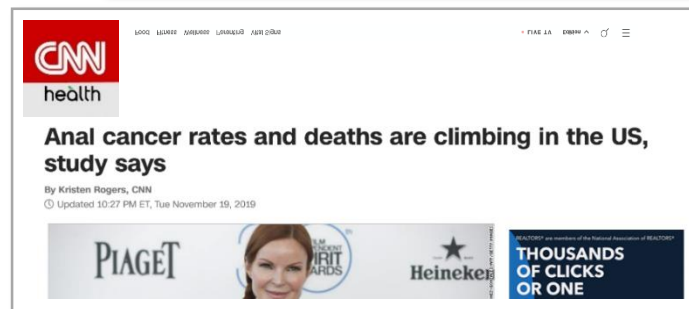 Food Fitness Wellness Parenting Vital Signs
• LIVE TV Edition
CNN
health
Anal cancer rates and deaths are climbing in the US,
study says
By Kristen Rogers, CNN
Updated 10:27 PM ET, Tue November 19, 2019
PIAGET
SPIRIT
ARDS
Heineken
REALTORS® are members of the National Association of REALTORS®
THOUSANDS
OF CLICKS
OR ONE